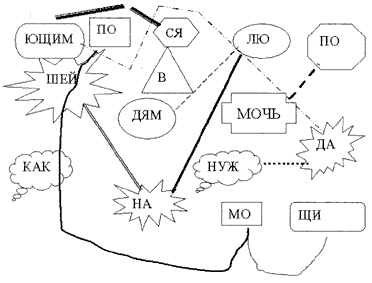 ЮЩИМ ПО СЯ ЛЮ ПО
ШЕЙ В
ДЯМ МОЧЬ
ДА
КАК НУЖ
НА МО ЩИ